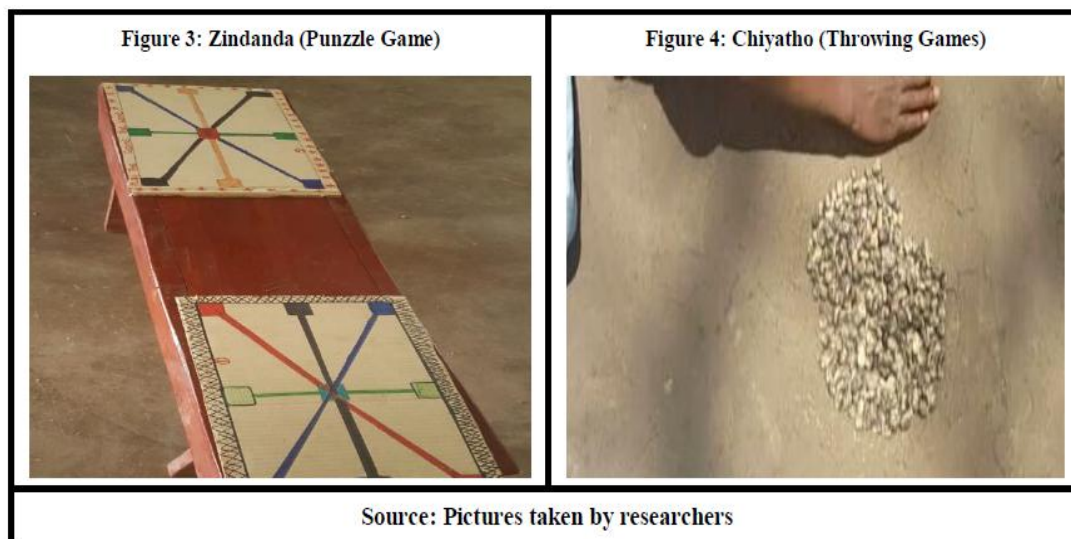 Figure 3: Zindanda (Punzzle Game)
Figure 4: Chiyatho (Throwing Games)
Source: Pictures taken by researchers